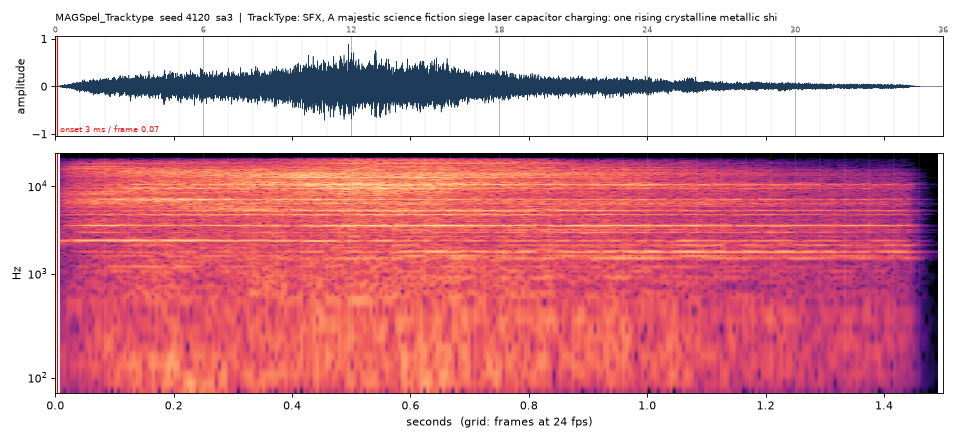 MAGSpel_Tracktype  seed 4120  sa3  |  TrackType: SFX, A majestic science fiction siege laser capacitor charging: one rising crystalline metallic shi
0 6 12 18 24 30 36
amplitude
1
0
−1
onset 3 ms / frame 0.07
Hz
10⁴
10³
10²
0.0 0.2 0.4 0.6 0.8 1.0 1.2 1.4
seconds  (grid: frames at 24 fps)